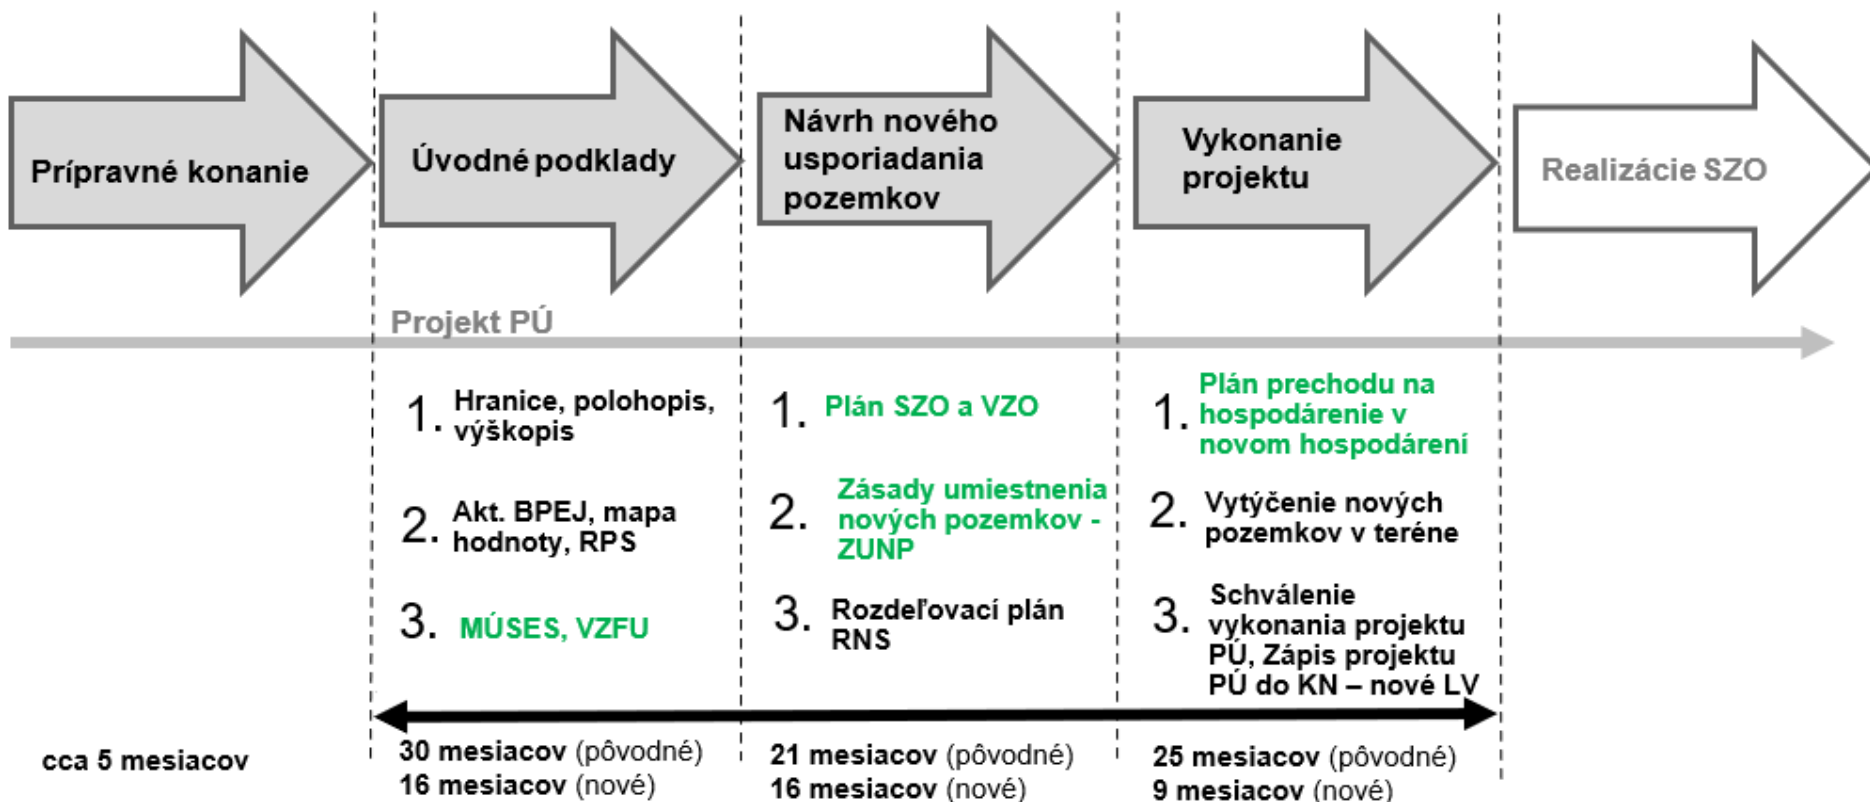 Prípravné konanie
Úvodné podklady
Návrh nového
usporiadania
pozemkov
Vykonanie
projektu
Realizácie SZO
Projekt PÚ
1. Hranice, polohopis,
výškopis
2. Akt. BPEJ, mapa
hodnoty, RPS
3. MÚSES, VZFU
1. Plán SZO a VZO
2. Zásady umiestnenia
nových pozemkov -
ZUNP
3. Rozdeľovací plán
RNS
1. Plán prechodu na
hospodárenie v
novom hospodárení
2. Vytýčenie nových
pozemkov v teréne
3. Schválenie
vykonania projektu
PÚ, Zápis projektu
PÚ do KN – nové LV
cca 5 mesiacov
30 mesiacov (pôvodné)
16 mesiacov (nové)
21 mesiacov (pôvodné)
16 mesiacov (nové)
25 mesiacov (pôvodné)
9 mesiacov (nové)